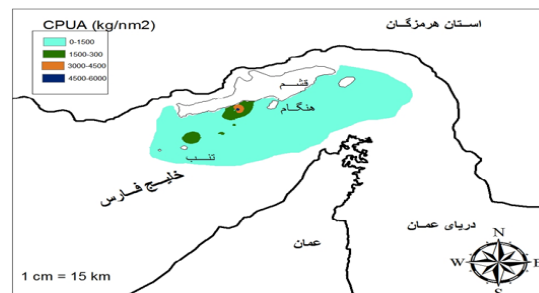 CPUA (kg/nm2)
0-1500
1500-300
3000-4500
4500-6000
استان هرمزگان
قشم
هنگام
تنب
خلیج فارس
دریای عمان
عمان
1 cm = 15 km
N
W E
S